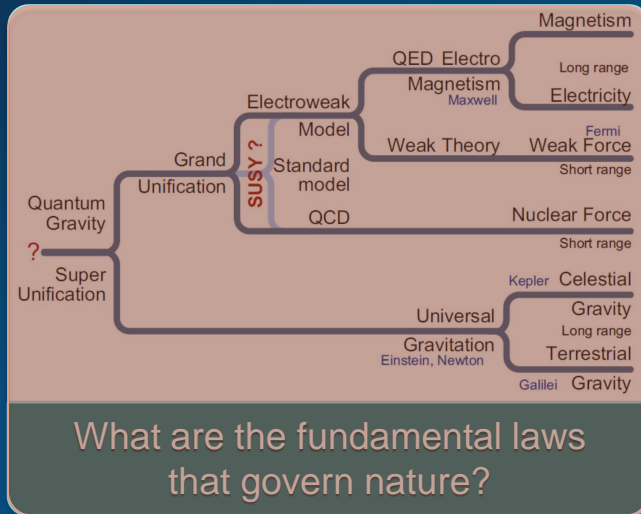 Magnetism
QED Electro
Long range
Magnetism
Maxwell
Electricity
Electroweak
Model
Fermi
Weak Theory
Weak Force
Short range
Grand
Unification
SUSY ?
Standard
model
Quantum
Gravity
QCD
Nuclear Force
Short range
?
Super
Unification
Kepler
Celestial
Gravity
Long range
Universal
Gravitation
Einstein, Newton
Terrestrial
Galilei
Gravity
What are the fundamental laws
that govern nature?